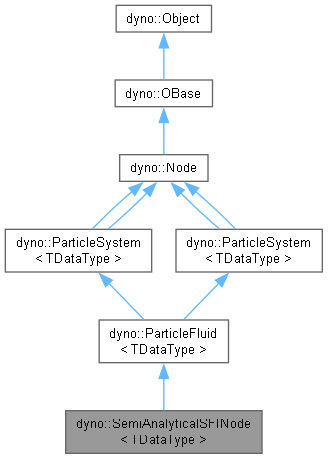 dyno::Object
dyno::OBase
dyno::Node
dyno::ParticleSystem
< TDataType >
dyno::ParticleSystem
< TDataType >
dyno::ParticleFluid
< TDataType >
dyno::SemiAnalyticalSFINode
< TDataType >